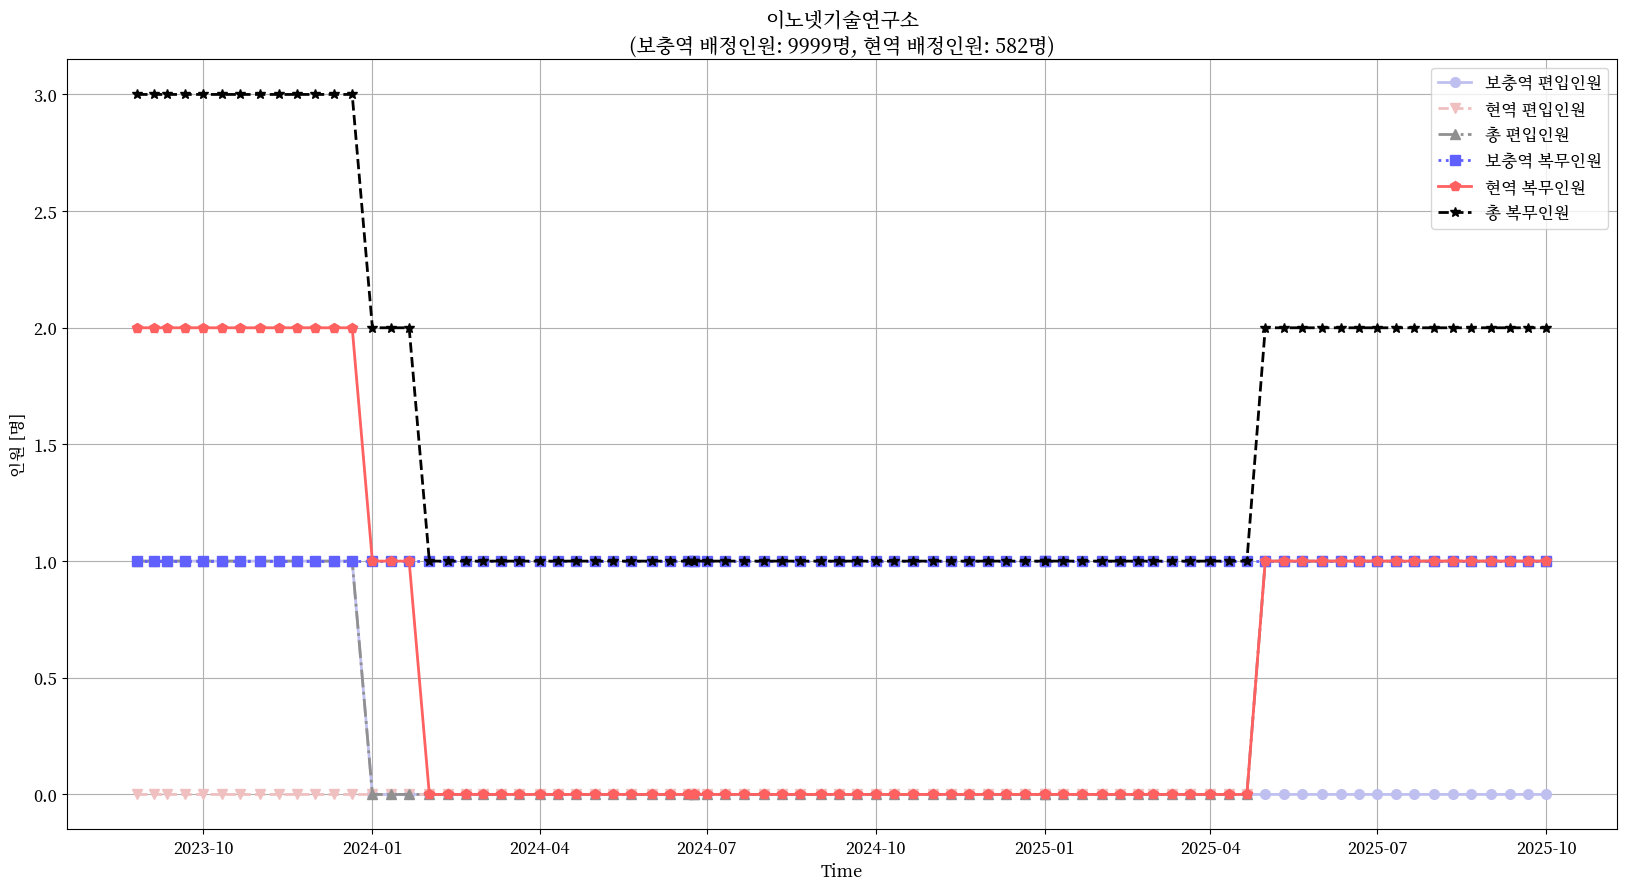 이노넷기술연구소
(보충역 배정인원: 9999명, 현역 배정인원: 582명)
보충역 편입인원
현역 편입인원
총 편입인원
보충역 복무인원
현역 복무인원
총 복무인원
3.0
2.5
2.0
1.5
1.0
0.5
0.0
인원 [명]
2023-10
2024-01
2024-04
2024-07
2024-10
2025-01
2025-04
2025-07
2025-10
Time